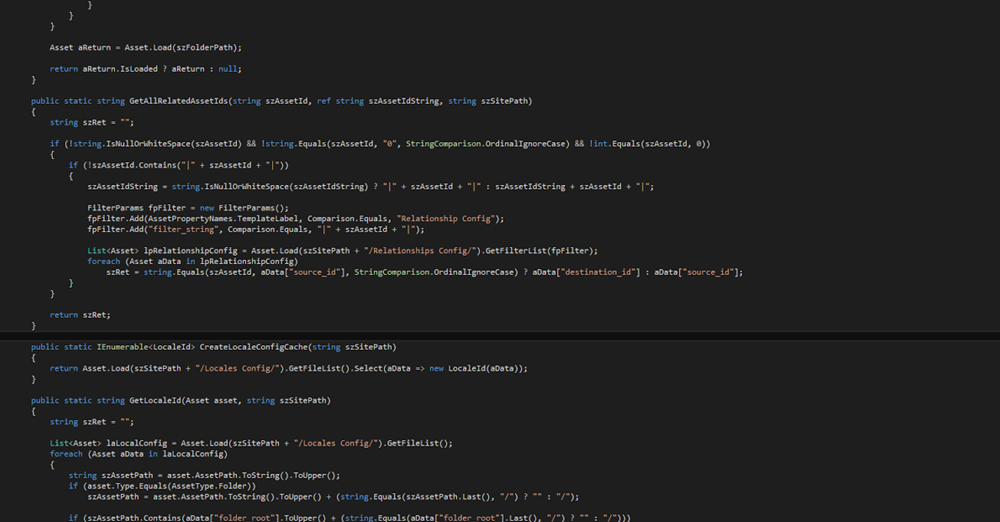 }
}
}
Asset aReturn = Asset.Load(szFolderPath);
return aReturn.IsLoaded ? aReturn : null;
}
public static string GetAllRelatedAssetIds(string szAssetId, ref string szAssetIdString, string szSitePath)
{
string szRet = "";
if (!string.IsNullOrWhiteSpace(szAssetId) && !string.Equals(szAssetId, "0", StringComparison.OrdinalIgnoreCase) && !int.Equals(szAssetId, 0))
{
if (!szAssetId.Contains("|" + szAssetId + "|"))
{
szAssetIdString = string.IsNullOrWhiteSpace(szAssetIdString) ? "|" + szAssetId + "|" : szAssetIdString + szAssetId + "|";
FilterParams fpFilter = new FilterParams();
fpFilter.Add(AssetPropertyNames.TemplateLabel, Comparison.Equals, "Relationship Config");
fpFilter.Add("filter_string", Comparison.Equals, "|" + szAssetId + "|");
List<Asset> lpRelationshipConfig = Asset.Load(szSitePath + "/Relationships Config/").GetFilterList(fpFilter);
foreach (Asset aData in lpRelationshipConfig)
szRet = string.Equals(szAssetId, aData["source_id"], StringComparison.OrdinalIgnoreCase) ? aData["destination_id"] : aData["source_id"];
}
}
return szRet;
}
public static IEnumerable<LocaleId> CreateLocaleConfigCache(string szSitePath)
{
return Asset.Load(szSitePath + "/Locales Config/").GetFileList().Select(aData => new LocaleId(aData));
}
public static string GetLocaleId(Asset asset, string szSitePath)
{
string szRet = "";
List<Asset> laLocalConfig = Asset.Load(szSitePath + "/Locales Config/").GetFileList();
foreach (Asset aData in laLocalConfig)
{
string szAssetPath = asset.AssetPath.ToString().ToUpper();
if (asset.Type.Equals(AssetType.Folder))
szAssetPath = asset.AssetPath.ToString().ToUpper() + (string.Equals(szAssetPath.Last(), "/") ? "" : "/");
if (szAssetPath.Contains(aData["folder_root"].ToUpper() + (string.Equals(aData["folder_root"].Last(), "/") ? "" : "/")))